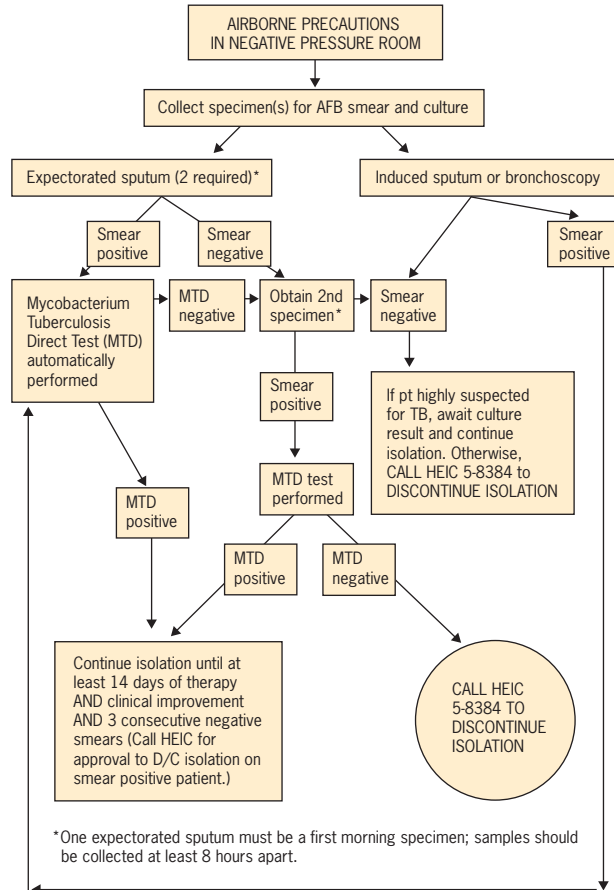 AIRBORNE PRECAUTIONS
IN NEGATIVE PRESSURE ROOM
Collect specimen(s) for AFB smear and culture
Expectorated sputum (2 required)*
Induced sputum or bronchoscopy
Smear
positive
Smear
negative
Smear
positive
Mycobacterium
Tuberculosis
Direct Test (MTD)
automatically
performed
MTD
negative
Obtain 2nd
specimen*
Smear
negative
Smear
positive
If pt highly suspected
for TB, await culture
result and continue
isolation. Otherwise,
CALL HEIC 5-8384 to
DISCONTINUE ISOLATION
MTD test
performed
MTD
positive
MTD
positive
MTD
negative
Continue isolation until at
least 14 days of therapy
AND clinical improvement
AND 3 consecutive negative
smears (Call HEIC for
approval to D/C isolation on
smear positive patient.)
CALL HEIC
5-8384 TO
DISCONTINUE
ISOLATION
*One expectorated sputum must be a first morning specimen; samples should
be collected at least 8 hours apart.